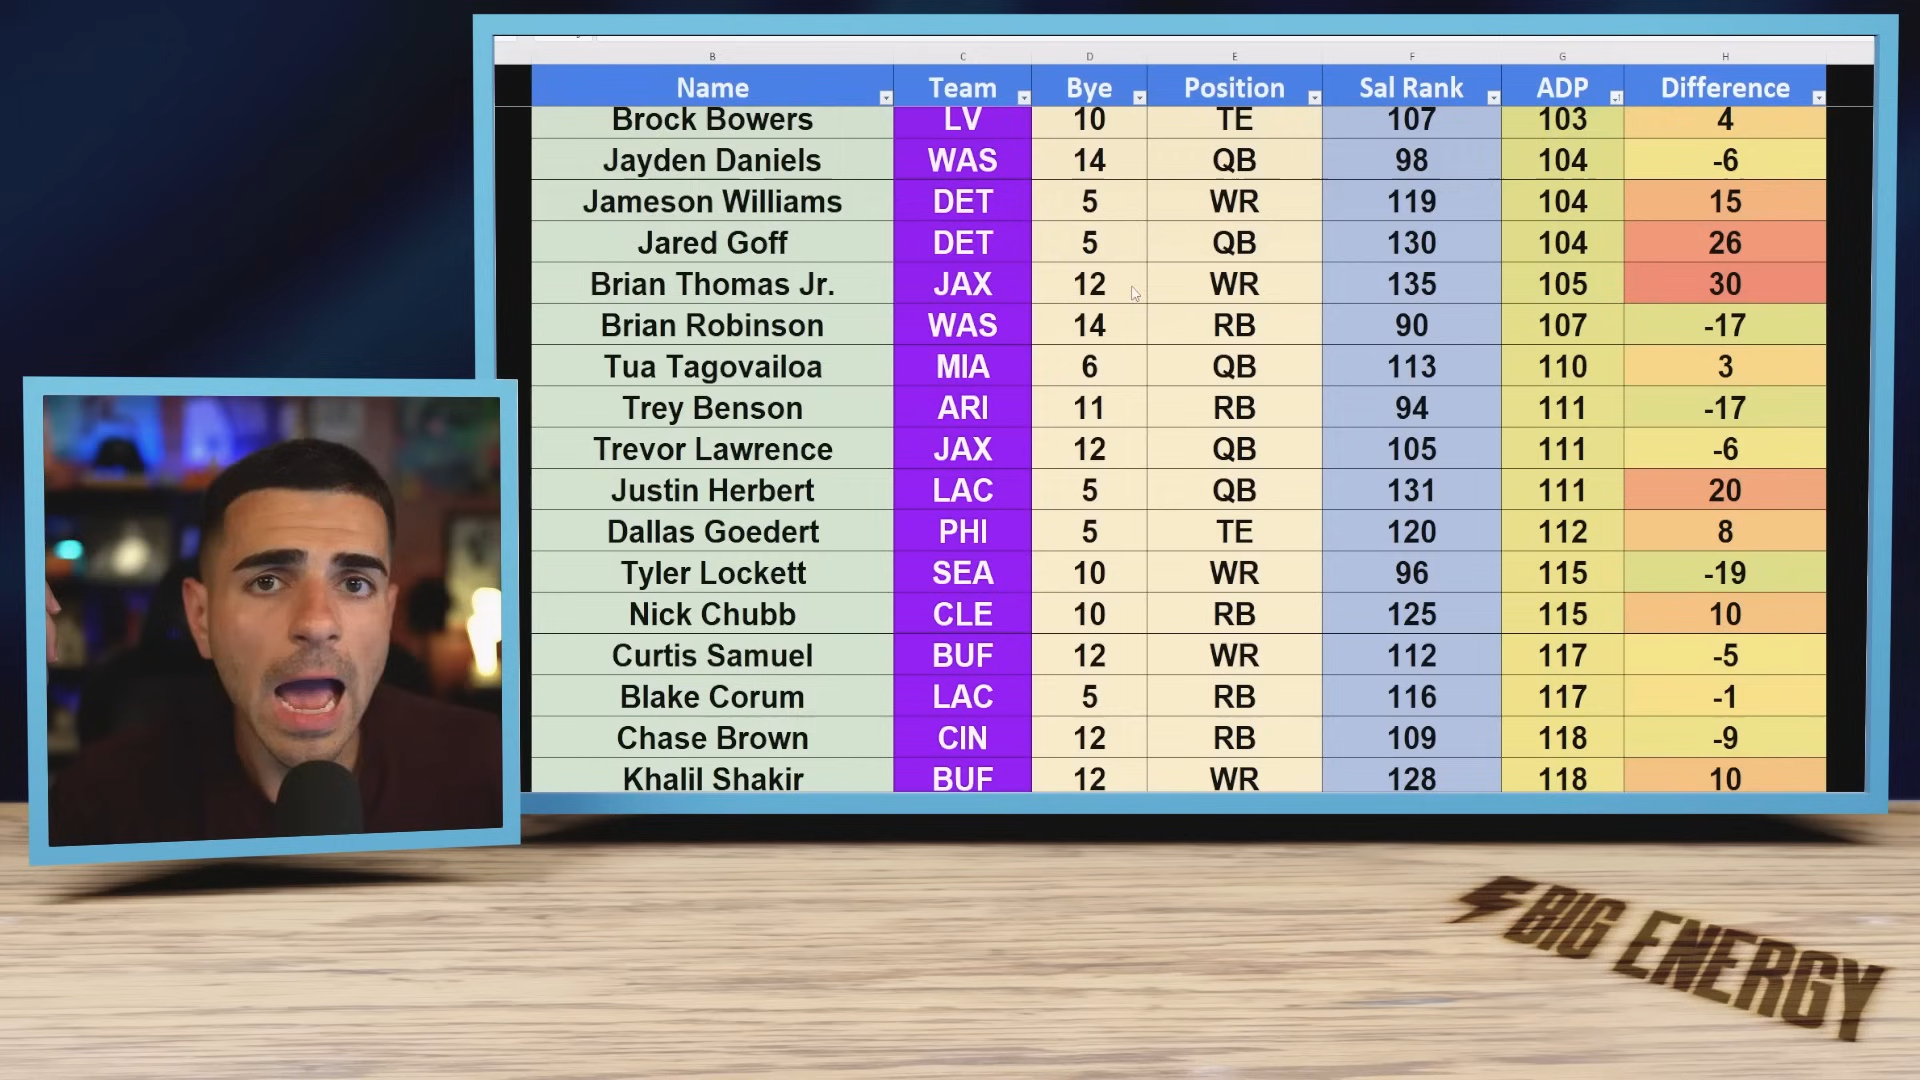 B C D E F G H
Name Team Bye Position Sal Rank ADP Difference
Brock Bowers LV 10 TE 107 103 4
Jayden Daniels WAS 14 QB 98 104 -6
Jameson Williams DET 5 WR 119 104 15
Jared Goff DET 5 QB 130 104 26
Brian Thomas Jr. JAX 12 WR 135 105 30
Brian Robinson WAS 14 RB 90 107 -17
Tua Tagovailoa MIA 6 QB 113 110 3
Trey Benson ARI 11 RB 94 111 -17
Trevor Lawrence JAX 12 QB 105 111 -6
Justin Herbert LAC 5 QB 131 111 20
Dallas Goedert PHI 5 TE 120 112 8
Tyler Lockett SEA 10 WR 96 115 -19
Nick Chubb CLE 10 RB 125 115 10
Curtis Samuel BUF 12 WR 112 117 -5
Blake Corum LAC 5 RB 116 117 -1
Chase Brown CIN 12 RB 109 118 -9
Khalil Shakir BUF 12 WR 128 118 10
BIG ENERGY